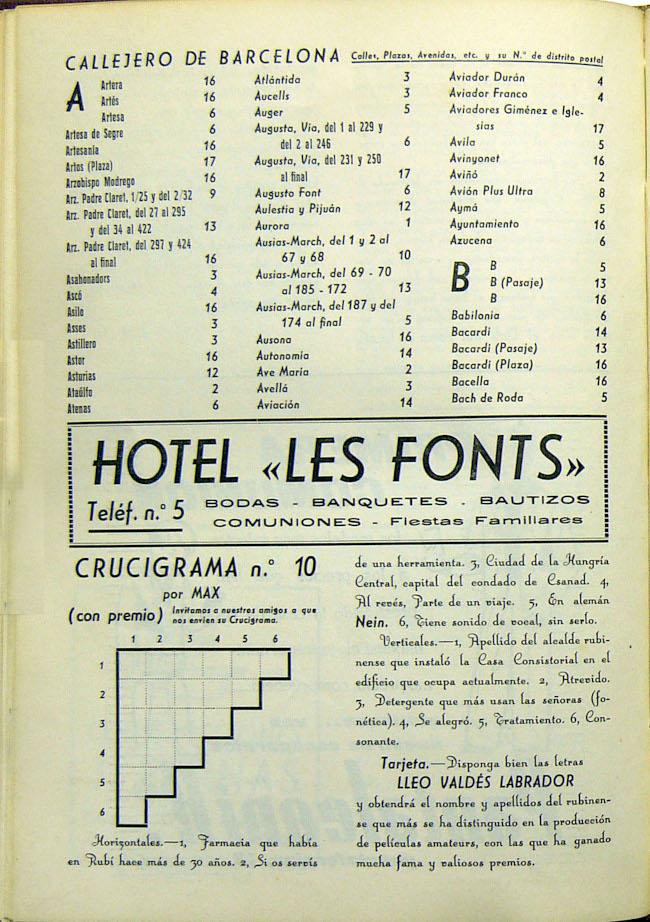 CALLEJERO DE BARCELONA Calles, Plazas, Avenidas, etc. y su N.º de distrito postal
A Artera 16
Artés 16
Artesa 6
Artesa de Segre 6
Artesanía 16
Artos (Plaza) 17
Arzobispo Modrego 16
Arz. Padre Claret, 1/25 y del 2/32 9
Arz. Padre Claret, del 27 al 295
y del 34 al 422 13
Arz. Padre Claret, del 297 y 424
al final 16
Asahonadors 3
Ascó 4
Asilo 16
Asses 3
Astillero 3
Astor 16
Asturias 12
Ataúlfo 2
Atenas 6
Atlántida 3
Aucells 3
Auger 5
Augusta, Vía, del 1 al 229 y
del 2 al 246 6
Augusta, Vía, del 231 y 250
al final 17
Augusto Font 6
Aulestia y Pijuán 12
Aurora 1
Ausias-March, del 1 y 2 al
67 y 68 10
Ausias-March, del 69 - 70
al 185 - 172 13
Ausias-March, del 187 y del
174 al final 5
Ausona 16
Autonomía 14
Ave María 2
Avellá 3
Aviación 14
Aviador Durán 4
Aviador Franco 4
Aviadores Giménez e Igle-
sias 17
Avila 5
Avinyonet 16
Aviñó 2
Avión Plus Ultra 8
Aymá 5
Ayuntamiento 16
Azucena 6
B B 5
B (Pasaje) 13
B 16
Babilonia 6
Bacardi 14
Bacardi (Pasaje) 13
Bacardi (Plaza) 16
Bacella 16
Bach de Roda 5
HOTEL «LES FONTS»
Teléf. n.º 5
BODAS - BANQUETES - BAUTIZOS
COMUNIONES - Fiestas Familiares
CRUCIGRAMA n.º 10
por MAX
(con premio) Invitamos a nuestros amigos a que
nos envíen su Crucigrama.
1 2 3 4 5 6
1
2
3
4
5
6
Horizontales.—1, Farmacia que había
en Rubí hace más de 30 años. 2, Si os servís
de una herramienta. 3, Ciudad de la Hungría
Central, capital del condado de Csanad. 4,
Al revés, Parte de un viaje. 5, En alemán
Nein. 6, Tiene sonido de vocal, sin serlo.
Verticales.—1, Apellido del alcalde rubi-
nense que instaló la Casa Consistorial en el
edificio que ocupa actualmente. 2, Atrevido.
3, Detergente que más usan las señoras (fo-
nética). 4, Se alegró. 5, Tratamiento. 6, Con-
sonante.
Tarjeta.—Disponga bien las letras
LLEO VALDÉS LABRADOR
y obtendrá el nombre y apellidos del rubinen-
se que más se ha distinguido en la producción
de películas amateurs, con las que ha ganado
mucha fama y valiosos premios.